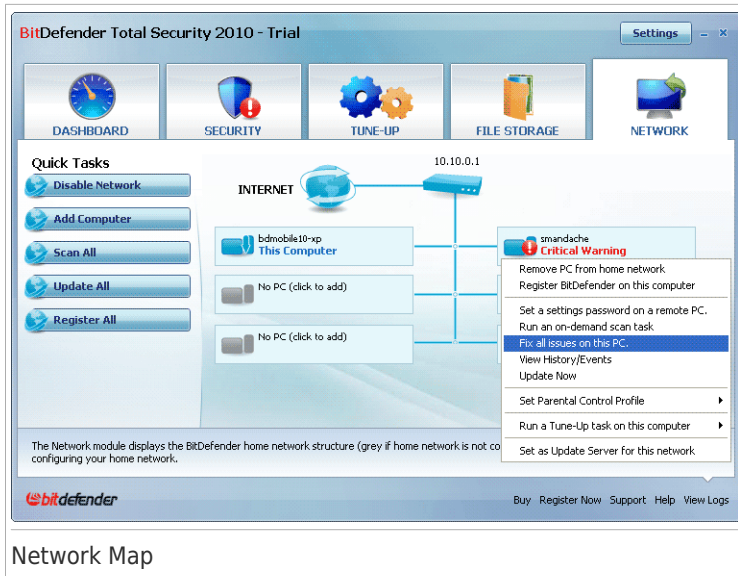 BitDefender Total Security 2010 - Trial
Settings
DASHBOARD
SECURITY
TUNE-UP
FILE STORAGE
NETWORK
Quick Tasks
Disable Network
Add Computer
Scan All
Update All
Register All
INTERNET
10.10.0.1
bdmobile10-xp
This Computer
No PC (click to add)
No PC (click to add)
smandache
Critical Warning
Remove PC from home network
Register BitDefender on this computer
Set a settings password on a remote PC.
Run an on-demand scan task
Fix all issues on this PC.
View History/Events
Update Now
Set Parental Control Profile
Run a Tune-Up task on this computer
Set as Update Server for this network
The Network module displays the BitDefender home network structure (grey if home network is not co
configuring your home network.
bitdefender
Buy Register Now Support Help View Logs
Network Map